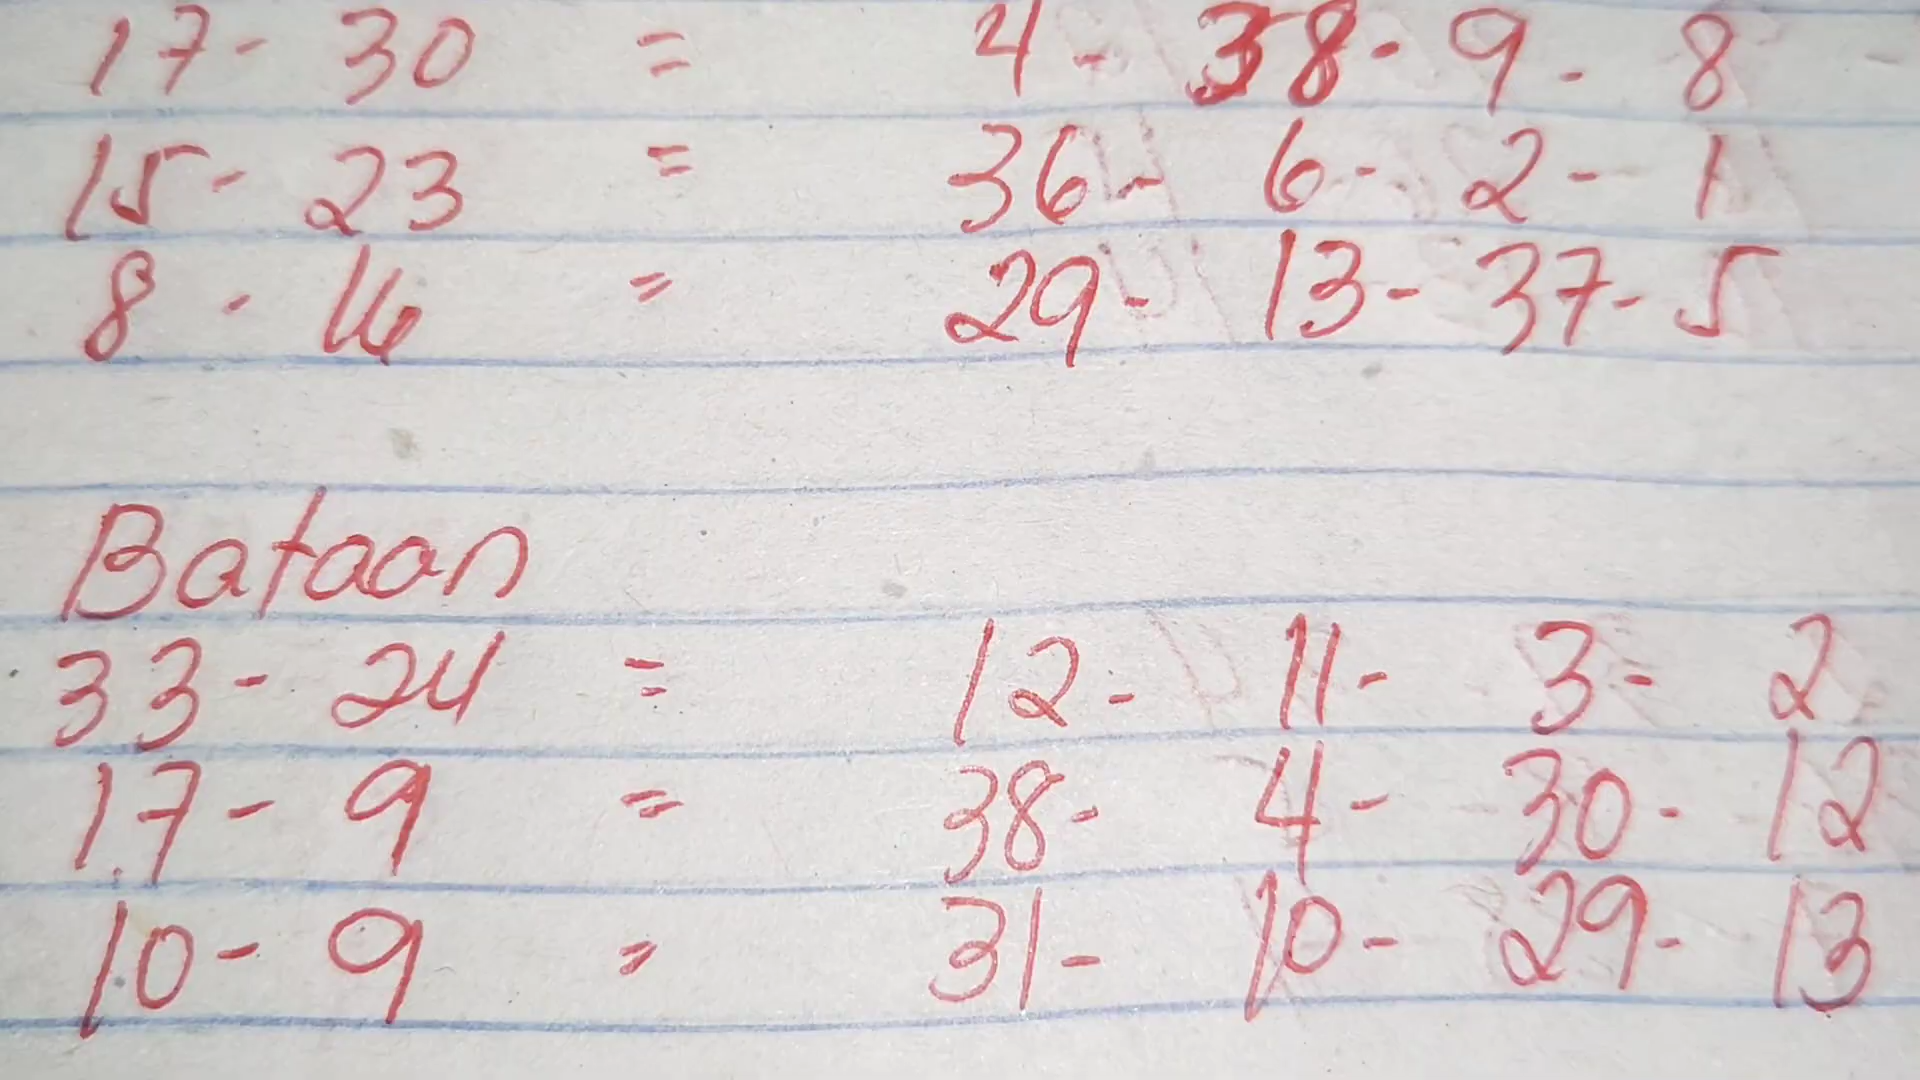 17 - 30 = 4 - 38 - 9 - 8
15 - 23 = 36 - 6 - 2 - 1
8 - 16 = 29 - 13 - 37 - 5
Bataan
33 - 24 = 12 - 11 - 3 - 2
17 - 9 = 38 - 4 - 30 - 12
10 - 9 = 31 - 10 - 29 - 13